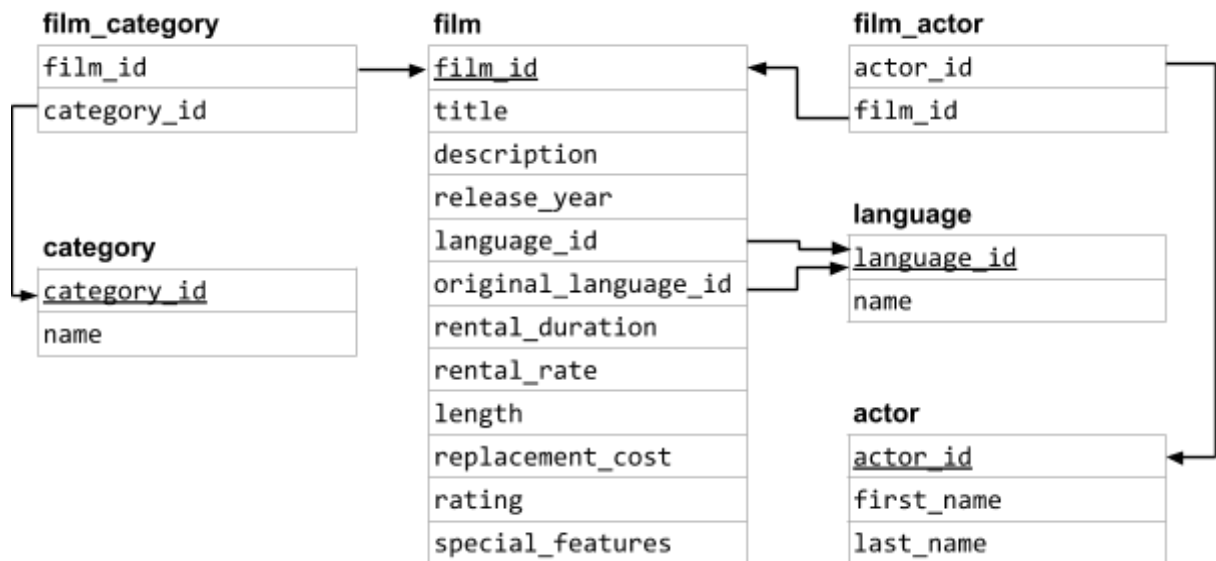 film_category
film_id
category_id
category
category_id
name
film
film_id
title
description
release_year
language_id
original_language_id
rental_duration
rental_rate
length
replacement_cost
rating
special_features
film_actor
actor_id
film_id
language
language_id
name
actor
actor_id
first_name
last_name